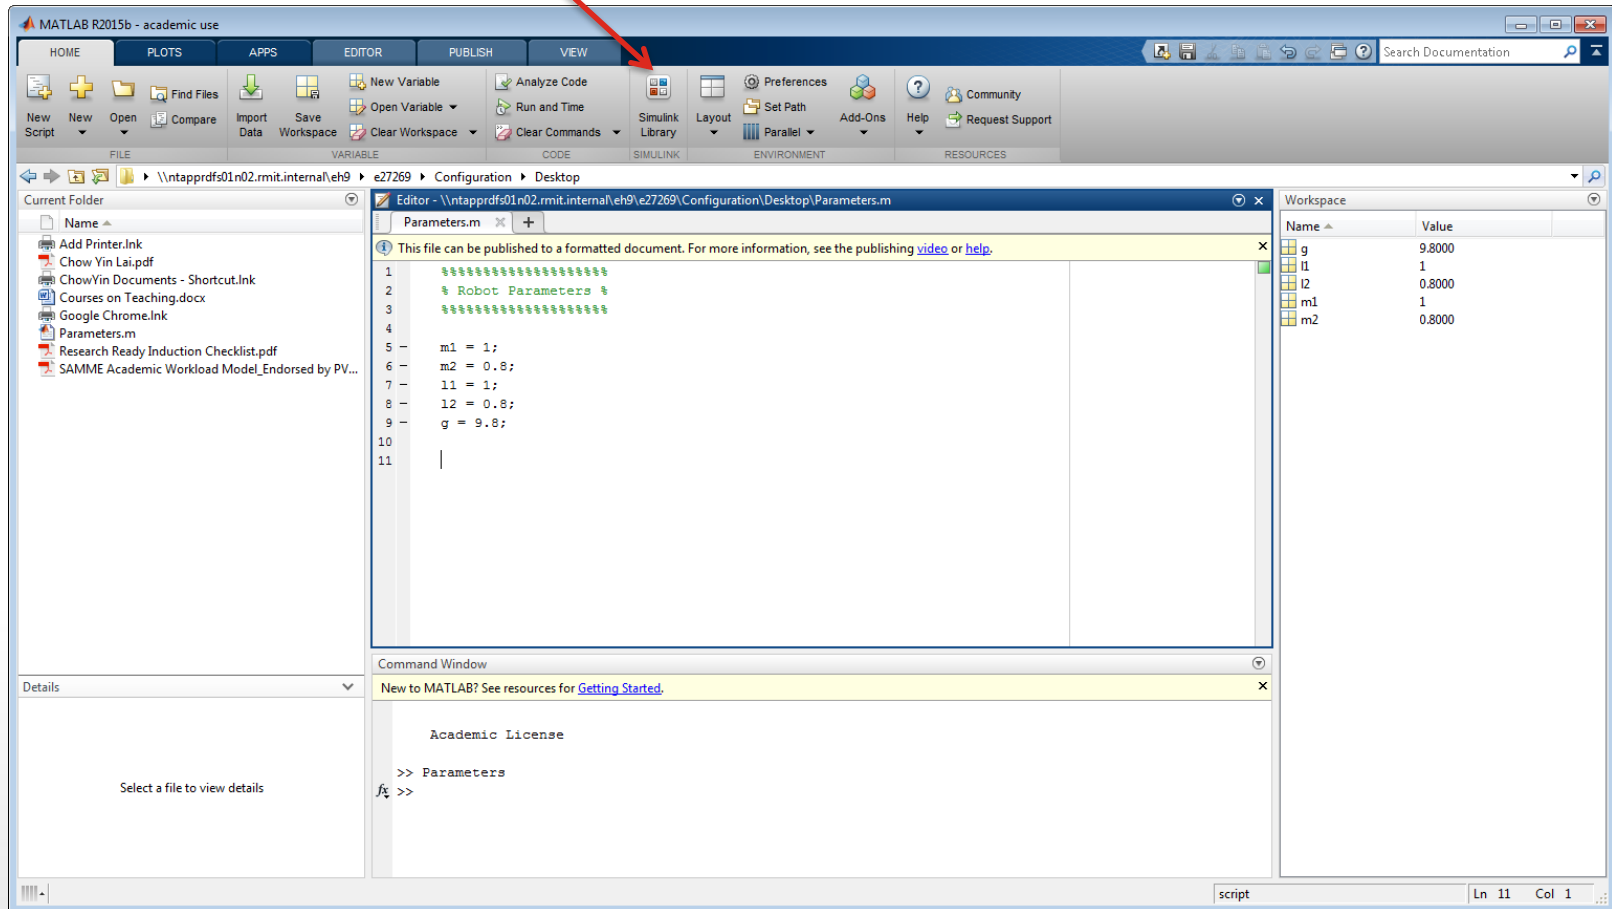 MATLAB R2015b - academic use
HOME PLOTS APPS EDITOR PUBLISH VIEW
Search Documentation
New Script
New
Open
Find Files
Compare
FILE
Import Data
Save Workspace
New Variable
Open Variable
Clear Workspace
VARIABLE
Analyze Code
Run and Time
Clear Commands
CODE
Simulink Library
SIMULINK
Layout
Preferences
Set Path
Parallel
Add-Ons
ENVIRONMENT
Help
Community
Request Support
RESOURCES
\\ntapprdfs01n02.rmit.internal\eh9 e27269 Configuration Desktop
Current Folder
Name
Add Printer.lnk
Chow Yin Lai.pdf
ChowYin Documents - Shortcut.lnk
Courses on Teaching.docx
Google Chrome.lnk
Parameters.m
Research Ready Induction Checklist.pdf
SAMME Academic Workload Model_Endorsed by PV...
Details
Select a file to view details
Editor - \\ntapprdfs01n02.rmit.internal\eh9\e27269\Configuration\Desktop\Parameters.m
Parameters.m
This file can be published to a formatted document. For more information, see the publishing video or help.
1 %%%%%%%%%%%%%%%%%%%%
2 % Robot Parameters %
3 %%%%%%%%%%%%%%%%%%%%
4
5 – m1 = 1;
6 – m2 = 0.8;
7 – l1 = 1;
8 – l2 = 0.8;
9 – g = 9.8;
10
11
Command Window
New to MATLAB? See resources for Getting Started.
Academic License
>> Parameters
fx >>
Workspace
Name Value
g 9.8000
l1 1
l2 0.8000
m1 1
m2 0.8000
script Ln 11 Col 1